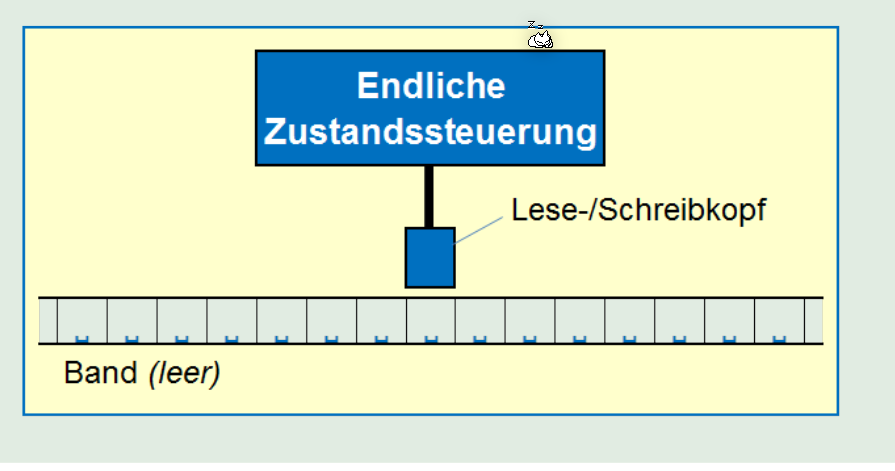 z z
Endliche
Zustandssteuerung
Lese-/Schreibkopf
␣ ␣ ␣ ␣ ␣ ␣ ␣ ␣ ␣ ␣ ␣ ␣ ␣ ␣ ␣
Band (leer)